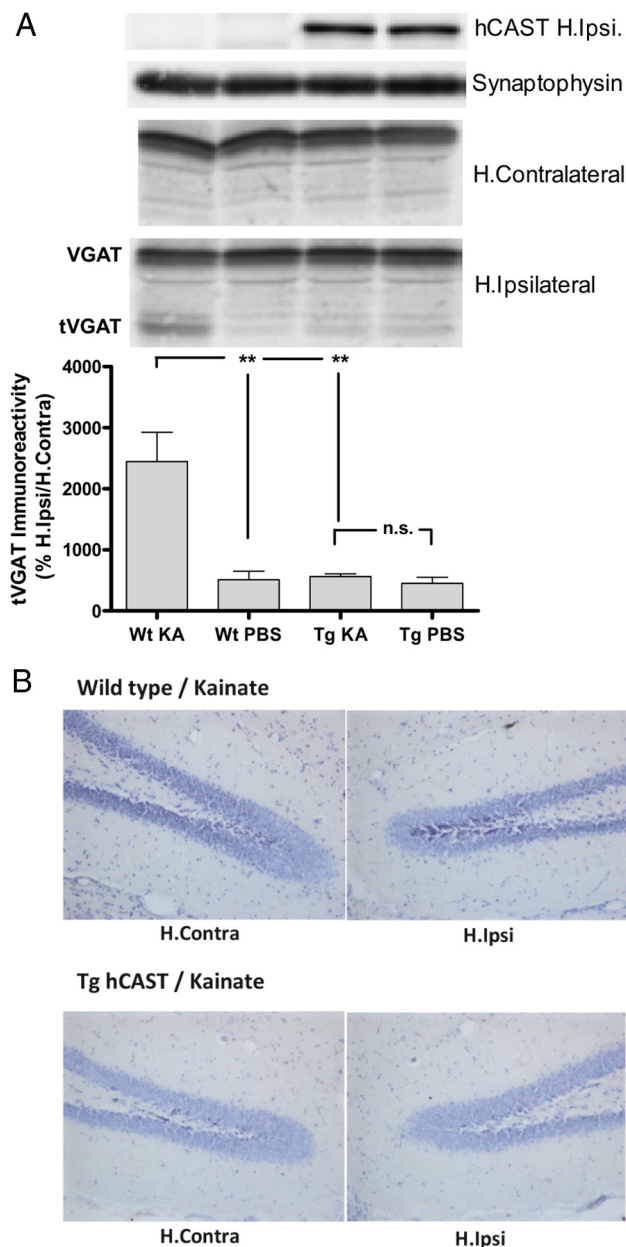 A
hCAST H.Ipsi.
Synaptophysin
H.Contralateral
VGAT
H.Ipsilateral
tVGAT
tVGAT Immunoreactivity
(% H.Ipsi/H.Contra)
4000
3000
2000
1000
0
**
**
n.s.
Wt KA
Wt PBS
Tg KA
Tg PBS
B
Wild type / Kainate
H.Contra
H.Ipsi
Tg hCAST / Kainate
H.Contra
H.Ipsi